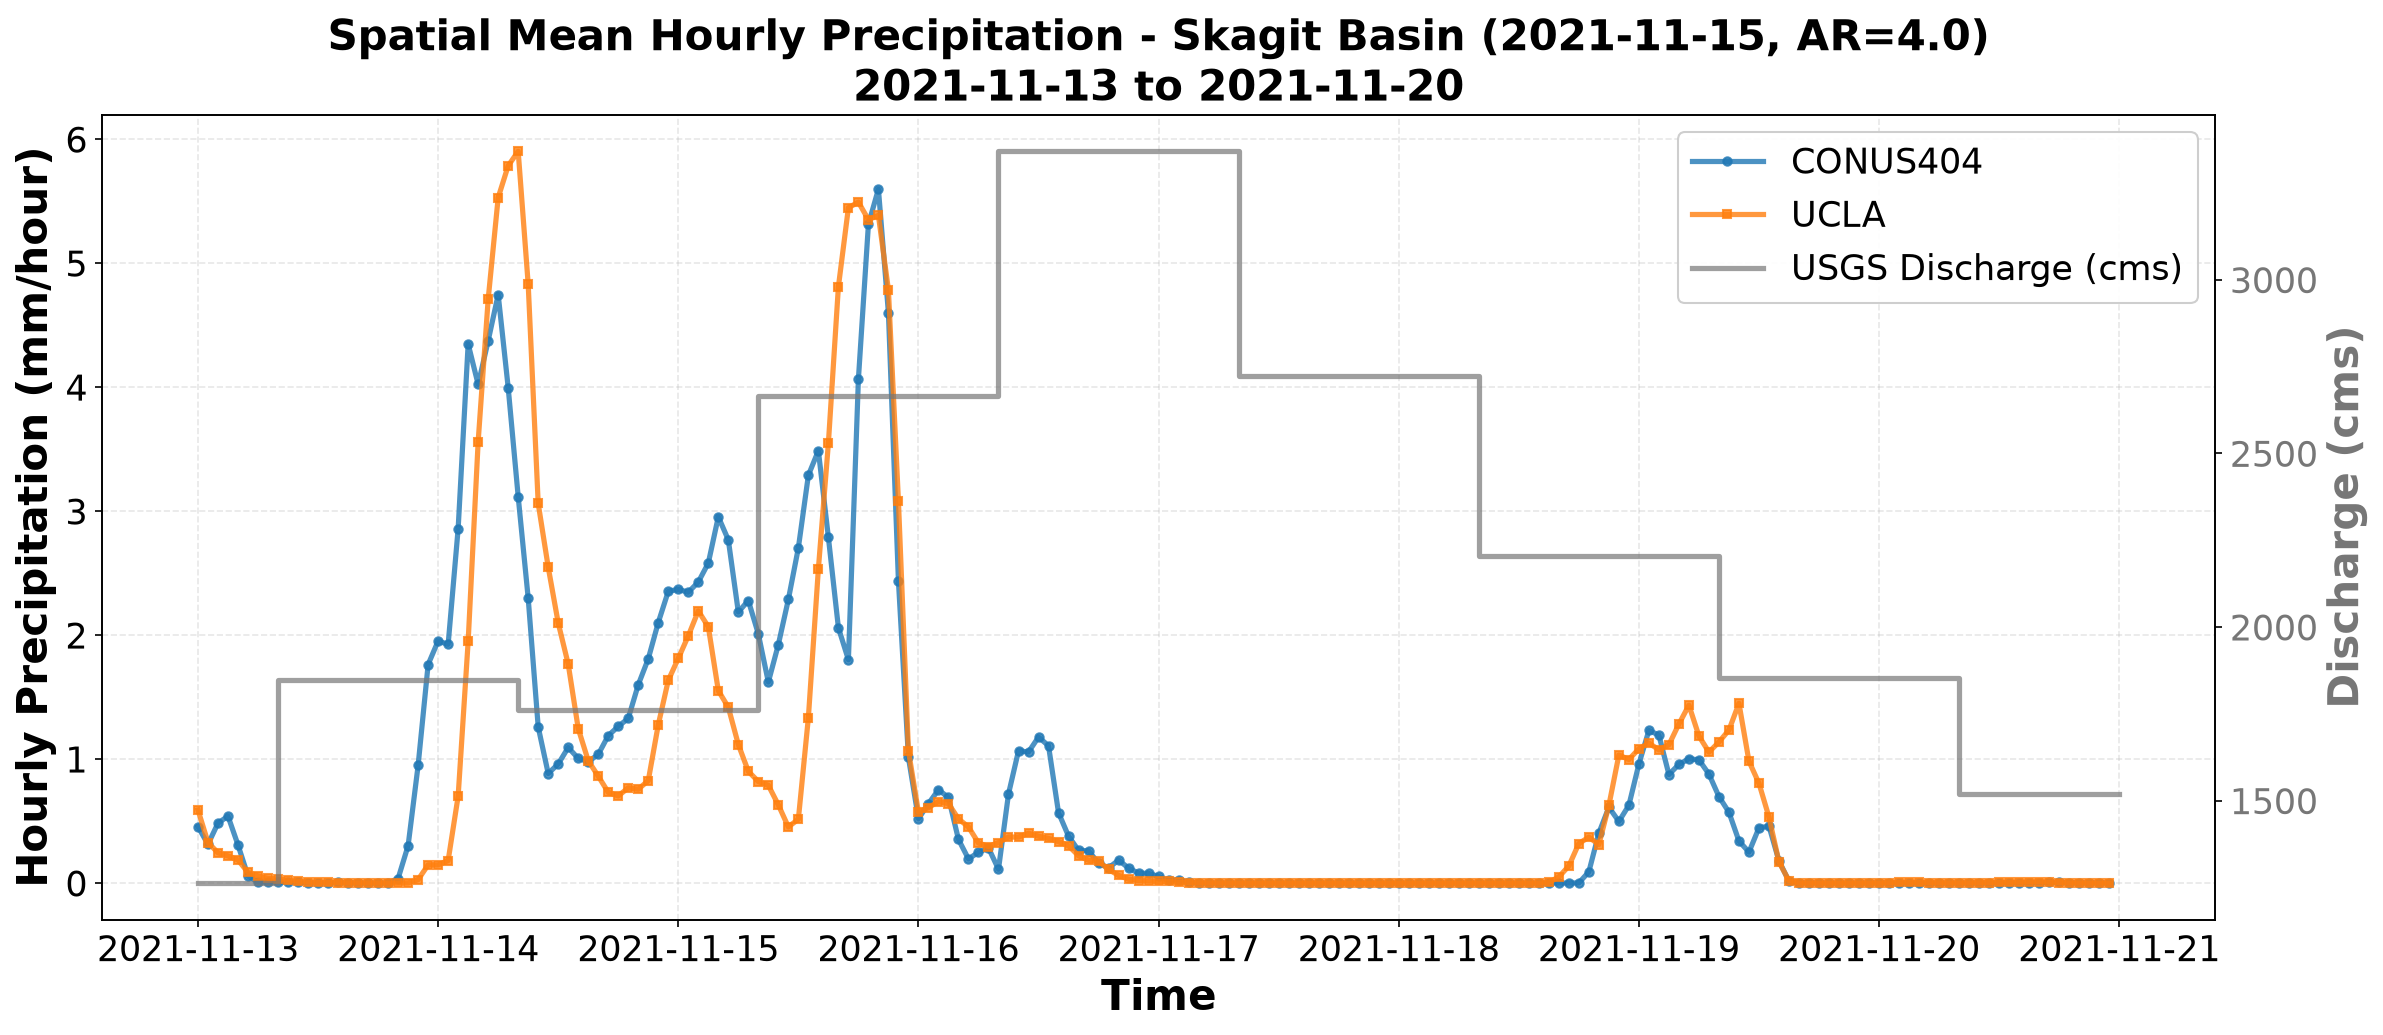 Spatial Mean Hourly Precipitation - Skagit Basin (2021-11-15, AR=4.0)
2021-11-13 to 2021-11-20
Hourly Precipitation (mm/hour)
6
5
4
3
2
1
0
CONUS404
UCLA
USGS Discharge (cms)
3000
2500
2000
1500
Discharge (cms)
2021-11-13 2021-11-14 2021-11-15 2021-11-16 2021-11-17 2021-11-18 2021-11-19 2021-11-20 2021-11-21
Time